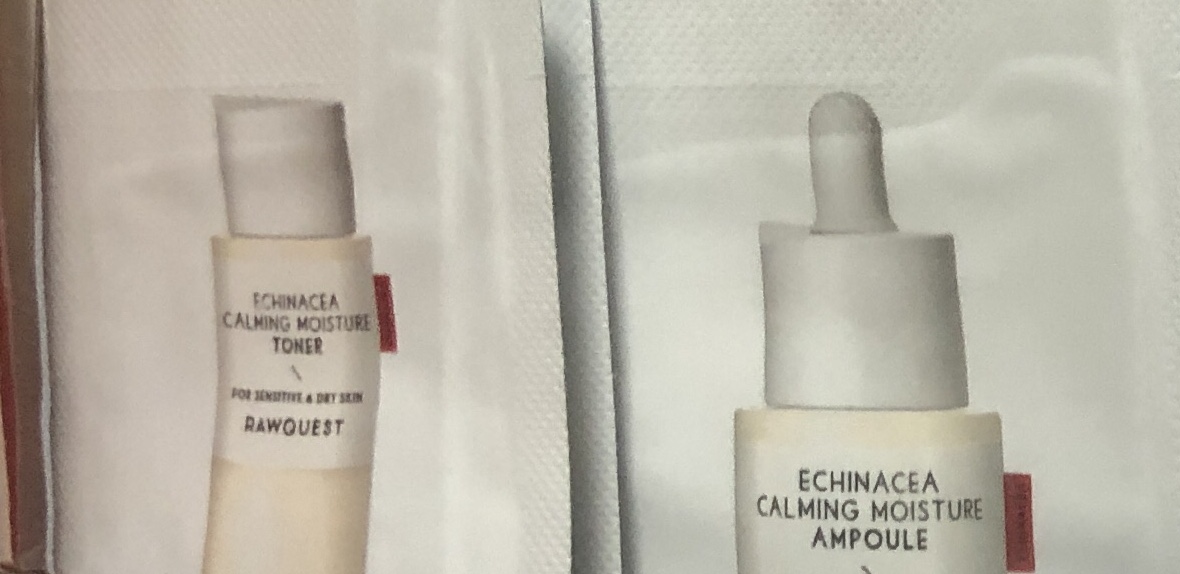 ECHINACEA
CALMING MOISTURE
TONER
FOR SENSITIVE & DRY SKIN
RAWQUEST
ECHINACEA
CALMING MOISTURE
AMPOULE